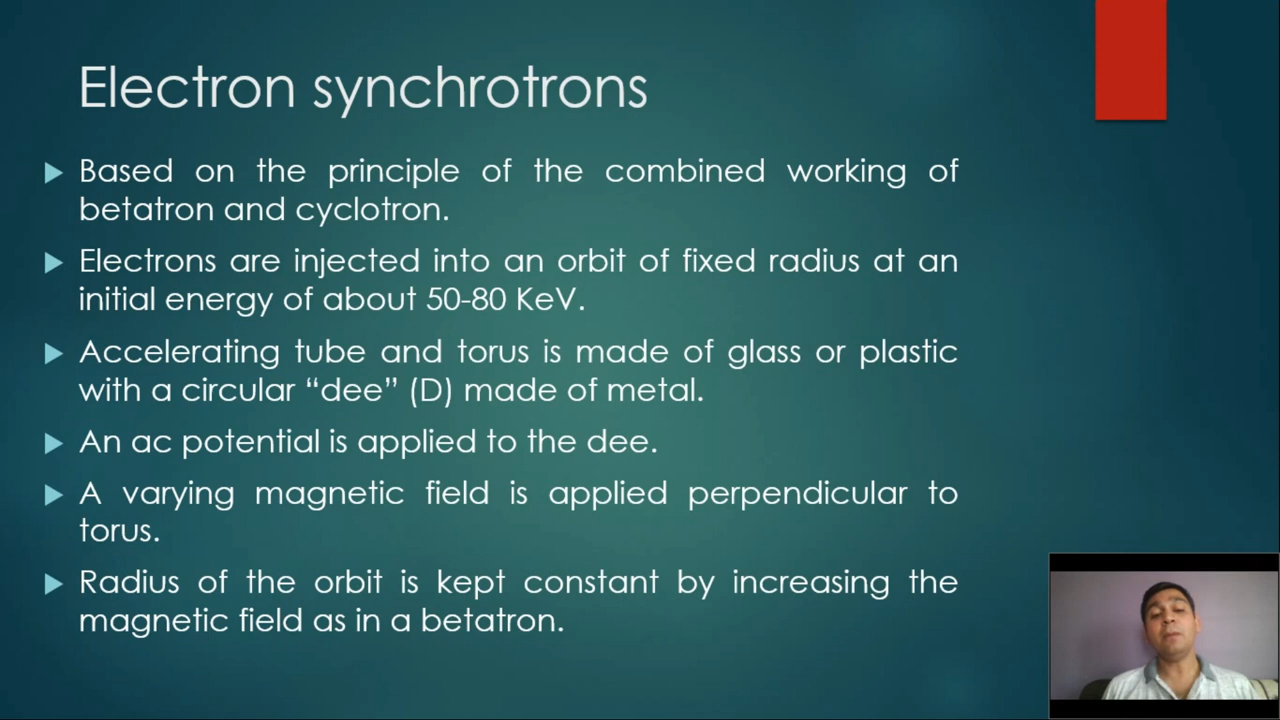 Electron synchrotrons
Based on the principle of the combined working of
betatron and cyclotron.
Electrons are injected into an orbit of fixed radius at an
initial energy of about 50-80 KeV.
Accelerating tube and torus is made of glass or plastic
with a circular “dee” (D) made of metal.
An ac potential is applied to the dee.
A varying magnetic field is applied perpendicular to
torus.
Radius of the orbit is kept constant by increasing the
magnetic field as in a betatron.